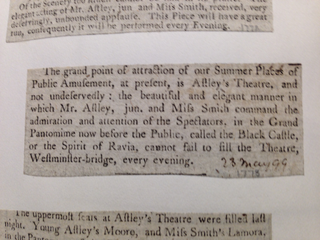 Of the Scenery too
elegant acting of Mr. Astley, jun. and Miss Smith, received, very
deservingly, unbounded applause. This Piece will have a great
run, consequently it will be performed every Evening. 1798
The grand point of attraction of our Summer Places of
Public Amusement, at present, is Astley's Theatre, and
not undeservedly: the beautiful and elegant manner in
which Mr. Astley, jun. and Miss Smith command the
admiration and attention of the Spectators, in the Grand
Pantomime now before the Public, called the Black Castle,
or the Spirit of Ravia, cannot fail to fill the Theatre,
Westminster-bridge, every evening. 23 May 99
The uppermost seats at Astley's Theatre were filled last
night. Young Astley's Moore, and Miss Smith's Lamora,
in the